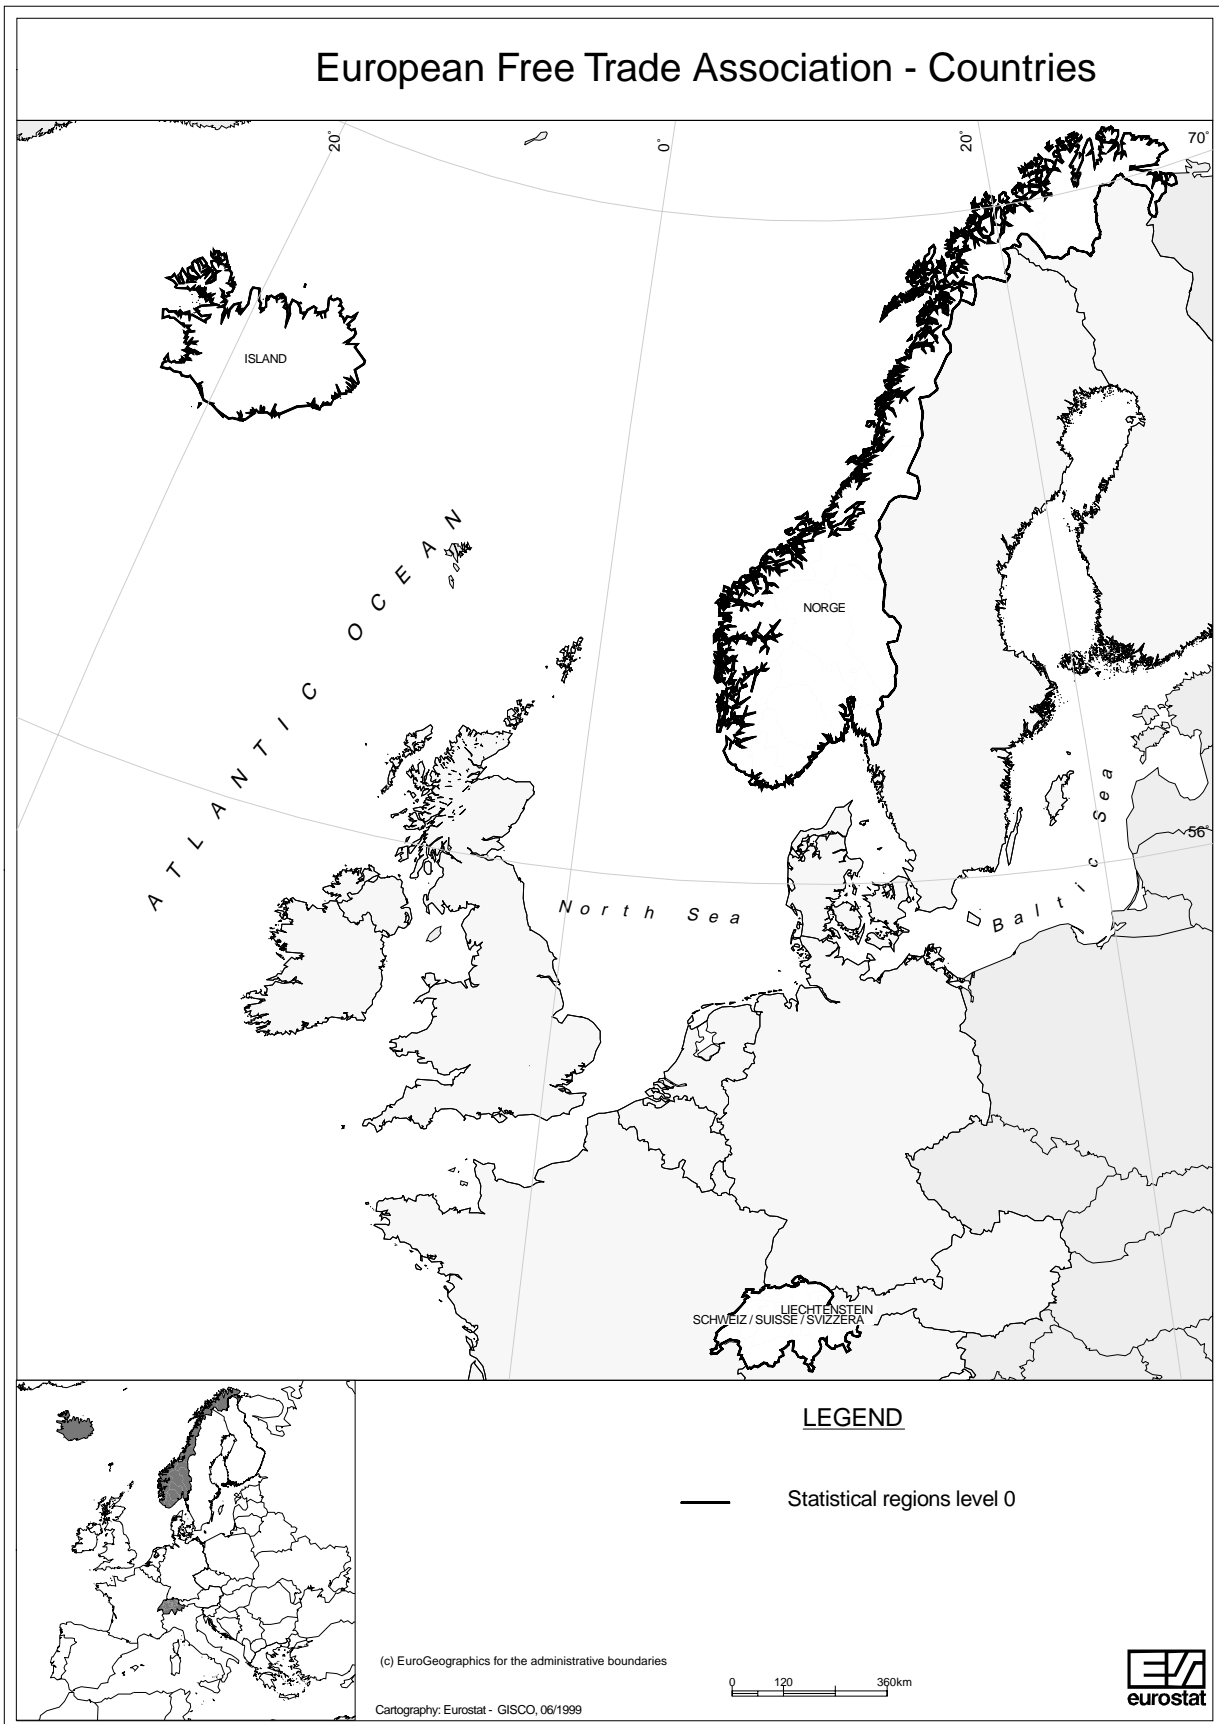 European Free Trade Association - Countries
20°
0°
20°
70°
ISLAND
ATLANTIC OCEAN
NORGE
Baltic Sea
56°
North Sea
LIECHTENSTEIN
SCHWEIZ / SUISSE / SVIZZERA
LEGEND
Statistical regions level 0
(c) EuroGeographics for the administrative boundaries
0 120 360km
Cartography: Eurostat - GISCO, 06/1999
eurostat